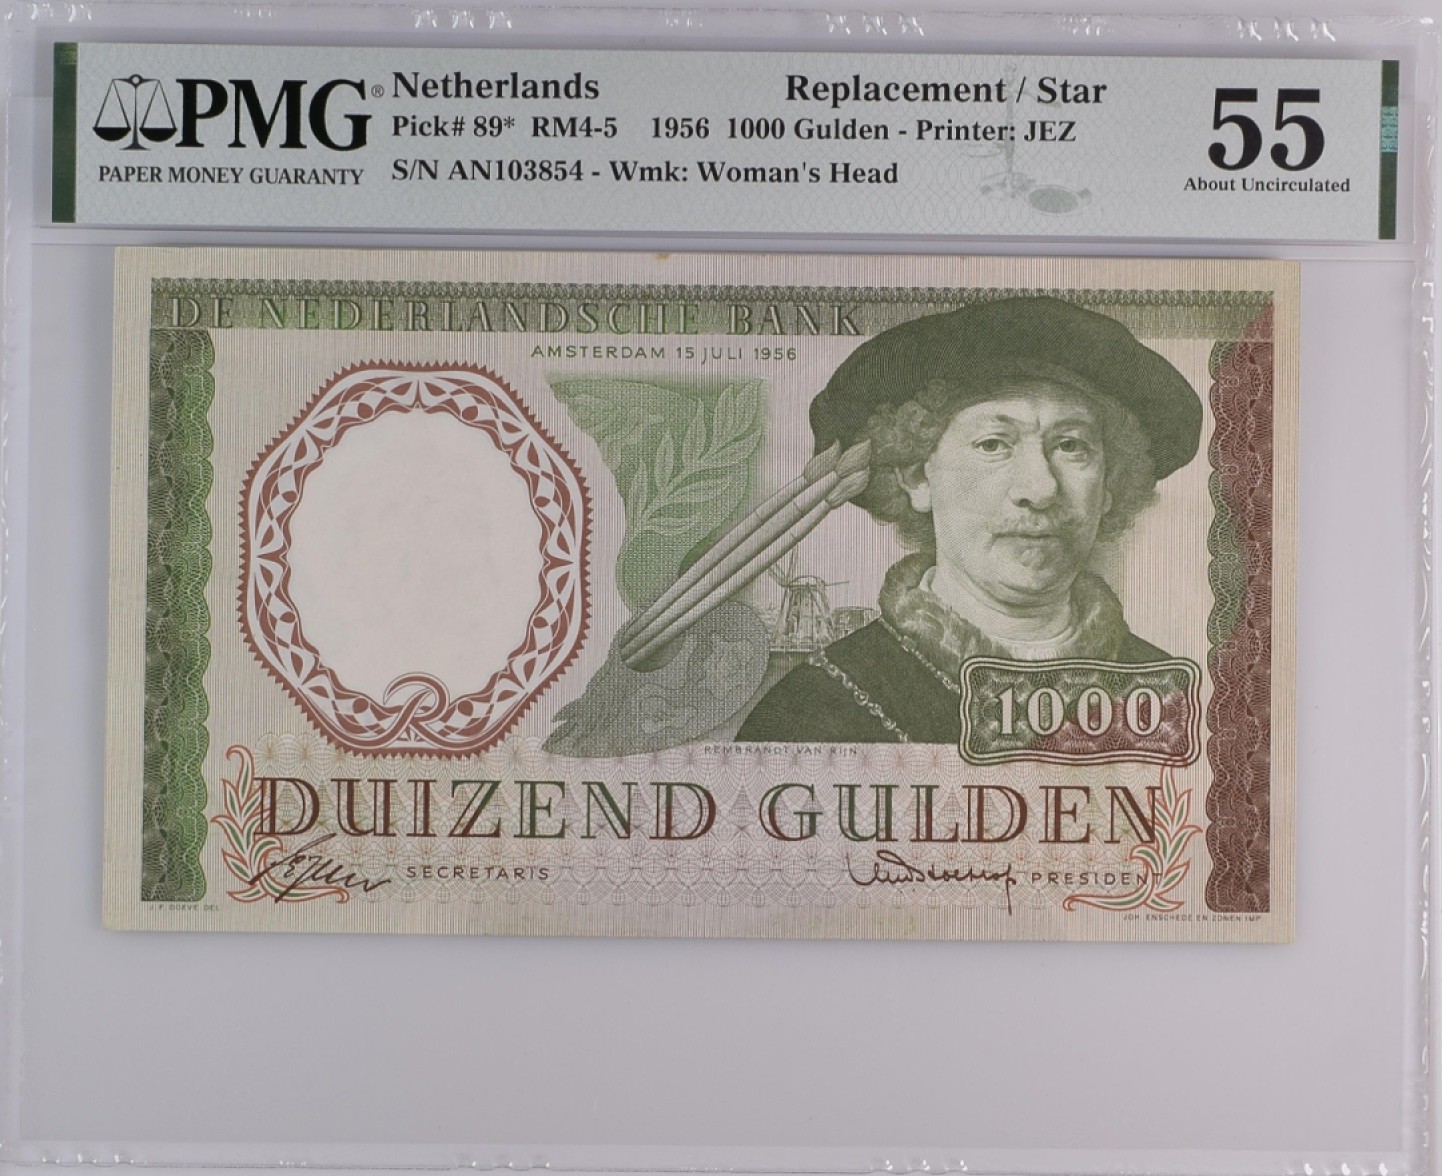 PMG®
PAPER MONEY GUARANTY
Netherlands Replacement / Star
Pick# 89* RM4-5 1956 1000 Gulden - Printer: JEZ
S/N AN103854 - Wmk: Woman's Head
55
About Uncirculated
DE NEDERLANDSCHE BANK
AMSTERDAM 15 JULI 1956
R
1000
REMBRANDT VAN RIJN
DUIZEND GULDEN
SECRETARIS
PRESIDENT
J. F. DOEVE DEL.
JOH. ENSCHEDÉ EN ZONEN IMP.